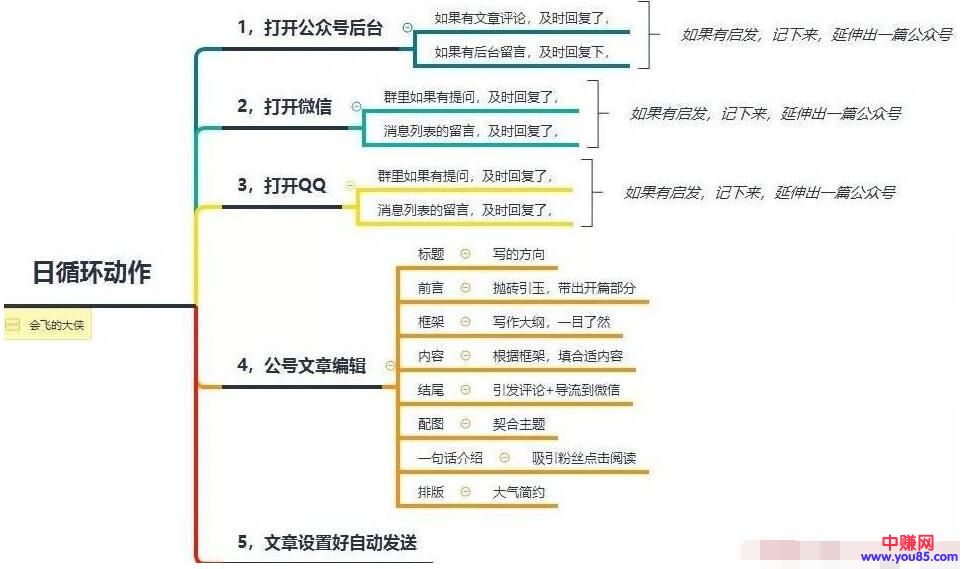 1，打开公众号后台
如果有文章评论，及时回复了，
如果有后台留言，及时回复下，
如果有启发，记下来，延伸出一篇公众号
2，打开微信
群里如果有提问，及时回复了，
消息列表的留言，及时回复了，
如果有启发，记下来，延伸出一篇公众号
3，打开QQ
群里如果有提问，及时回复了，
消息列表的留言，及时回复了，
如果有启发，记下来，延伸出一篇公众号
日循环动作
会飞的大侠
4，公号文章编辑
标题 写的方向
前言 抛砖引玉，带出开篇部分
框架 写作大纲，一目了然
内容 根据框架，填合适内容
结尾 引发评论+导流到微信
配图 契合主题
一句话介绍 吸引粉丝点击阅读
排版 大气简约
5，文章设置好自动发送
中赚网
www.you85.com